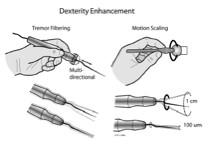 Dexterity Enhancement
Tremor Filtering
Motion Scaling
Multi-
directional
1 cm
100 um